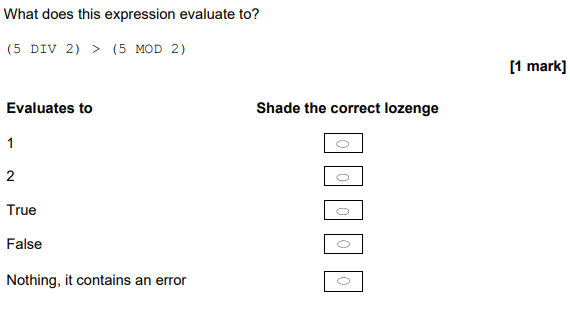 What does this expression evaluate to?
(5 DIV 2) > (5 MOD 2)
[1 mark]
Evaluates to Shade the correct lozenge
1
2
True
False
Nothing, it contains an error